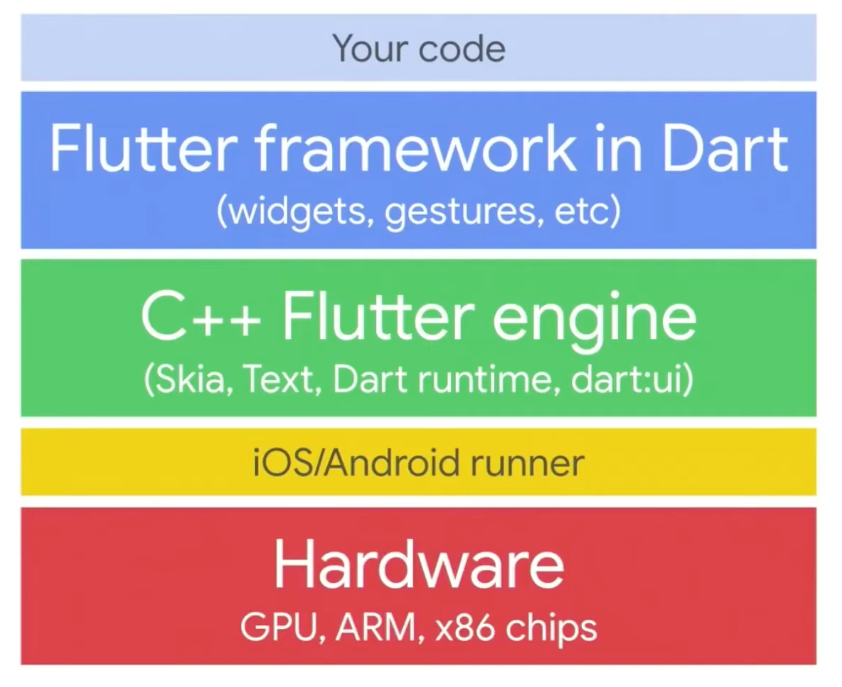 Your code
Flutter framework in Dart
(widgets, gestures, etc)
C++ Flutter engine
(Skia, Text, Dart runtime, dart:ui)
iOS/Android runner
Hardware
GPU, ARM, x86 chips